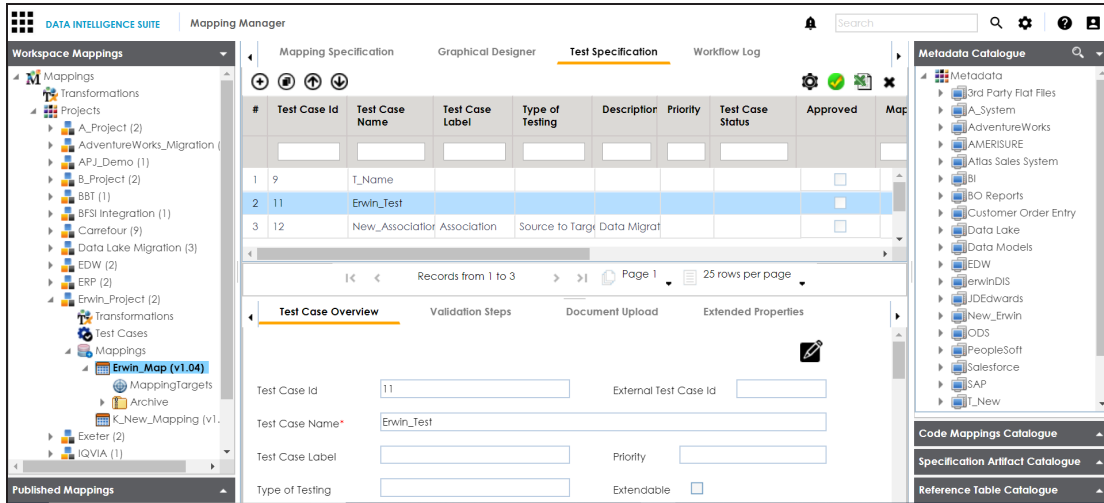 DATA INTELLIGENCE SUITE Mapping Manager Search
Workspace Mappings
Mappings
Transformations
Projects
A_Project (2)
AdventureWorks_Migration (
APJ_Demo (1)
B_Project (2)
BBT (1)
BFSI Integration (1)
Carrefour (9)
Data Lake Migration (3)
EDW (2)
ERP (2)
Erwin_Project (2)
Transformations
Test Cases
Mappings
Erwin_Map (v1.04)
MappingTargets
Archive
K_New_Mapping (v1.
Exeter (2)
IQVIA (1)
Published Mappings
Mapping Specification Graphical Designer Test Specification Workflow Log
# Test Case Id Test Case Name Test Case Label Type of Testing Description Priority Test Case Status Approved Map
1 9 T_Name
2 11 Erwin_Test
3 12 New_Association Association Source to Targ Data Migrat
Records from 1 to 3 Page 1 25 rows per page
Test Case Overview Validation Steps Document Upload Extended Properties
Test Case Id 11 External Test Case Id
Test Case Name* Erwin_Test
Test Case Label Priority
Type of Testing Extendable
Metadata Catalogue
Metadata
3rd Party Flat Files
A_System
AdventureWorks
AMERISURE
Atlas Sales System
BI
BO Reports
Customer Order Entry
Data Lake
Data Models
EDW
erwinDIS
JDEdwards
New_Erwin
ODS
PeopleSoft
Salesforce
SAP
T_New
Code Mappings Catalogue
Specification Artifact Catalogue
Reference Table Catalogue